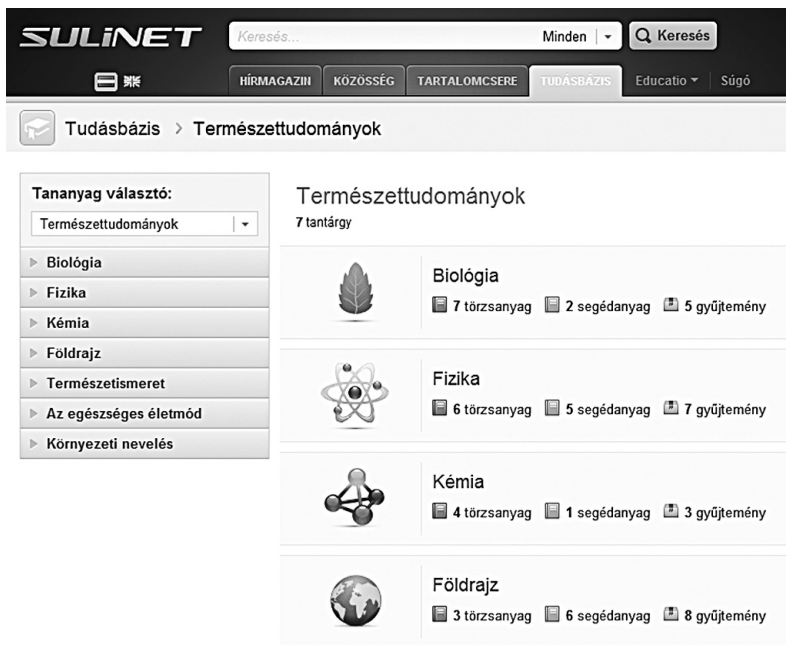 SULiNET
Keresés... Minden Keresés
HÍRMAGAZIN KÖZÖSSÉG TARTALOMCSERE TUDÁSBÁZIS Educatio Súgó
Tudásbázis > Természettudományok
Tananyag választó:
Természettudományok
Biológia
Fizika
Kémia
Földrajz
Természetismeret
Az egészséges életmód
Környezeti nevelés
Természettudományok
7 tantárgy
Biológia
7 törzsanyag 2 segédanyag 5 gyűjtemény
Fizika
6 törzsanyag 5 segédanyag 7 gyűjtemény
Kémia
4 törzsanyag 1 segédanyag 3 gyűjtemény
Földrajz
3 törzsanyag 6 segédanyag 8 gyűjtemény